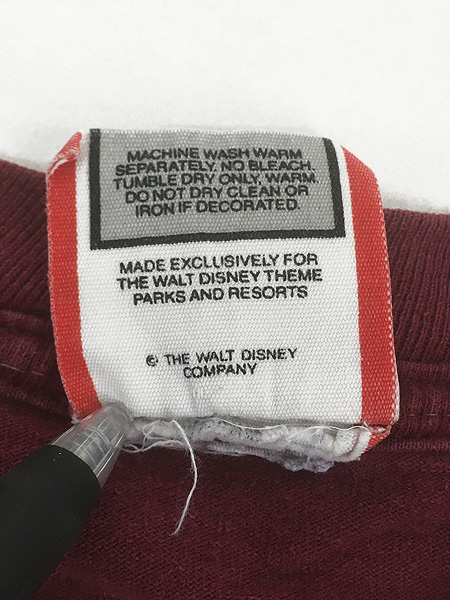 MACHINE WASH WARM
SEPARATELY. NO BLEACH.
TUMBLE DRY ONLY. WARM.
DO NOT DRY CLEAN OR
IRON IF DECORATED.
MADE EXCLUSIVELY FOR
THE WALT DISNEY THEME
PARKS AND RESORTS
© THE WALT DISNEY
COMPANY